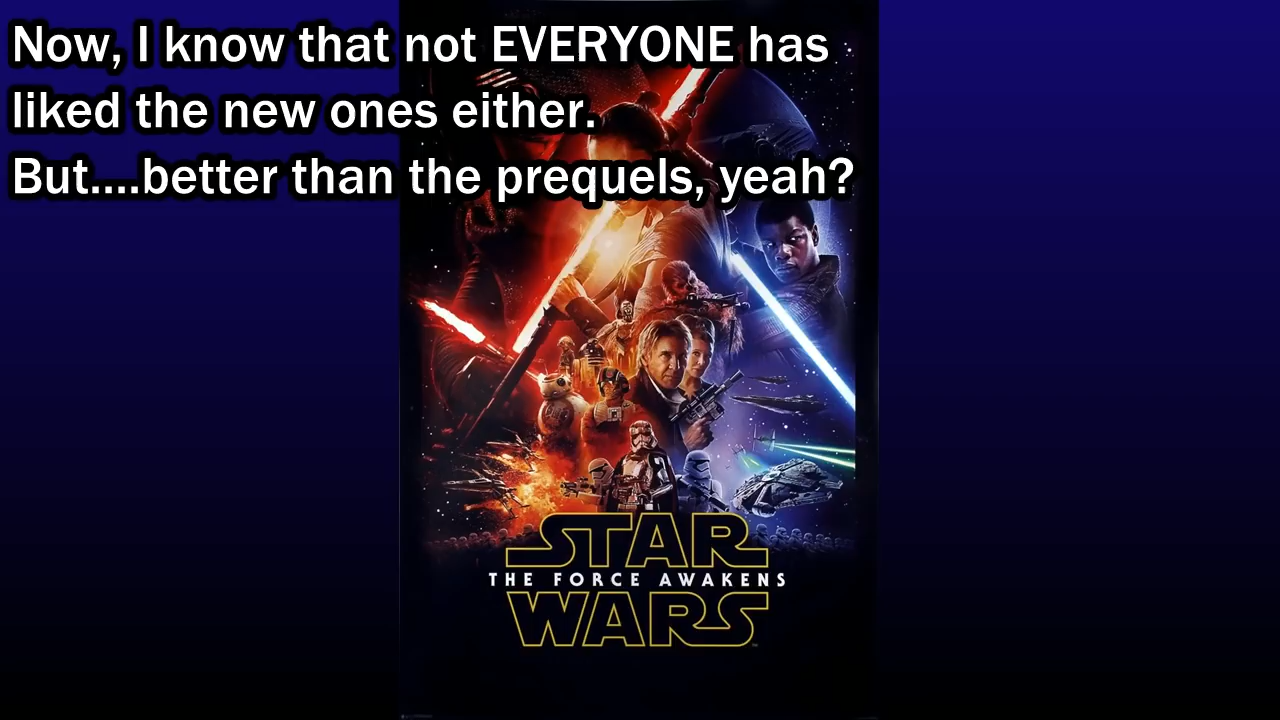 Now, I know that not EVERYONE has
liked the new ones either.
But....better than the prequels, yeah?
STAR
THE FORCE AWAKENS
WARS